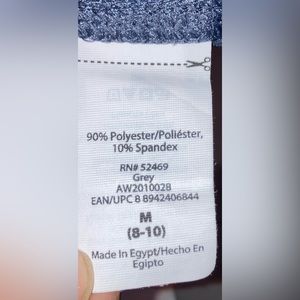 90% Polyester/Poliéster,
10% Spandex
RN# 52469
Grey
AW2010028
EAN/UPC 8 8942406844
M
(8-10)
Made In Egypt/Hecho En
Egipto